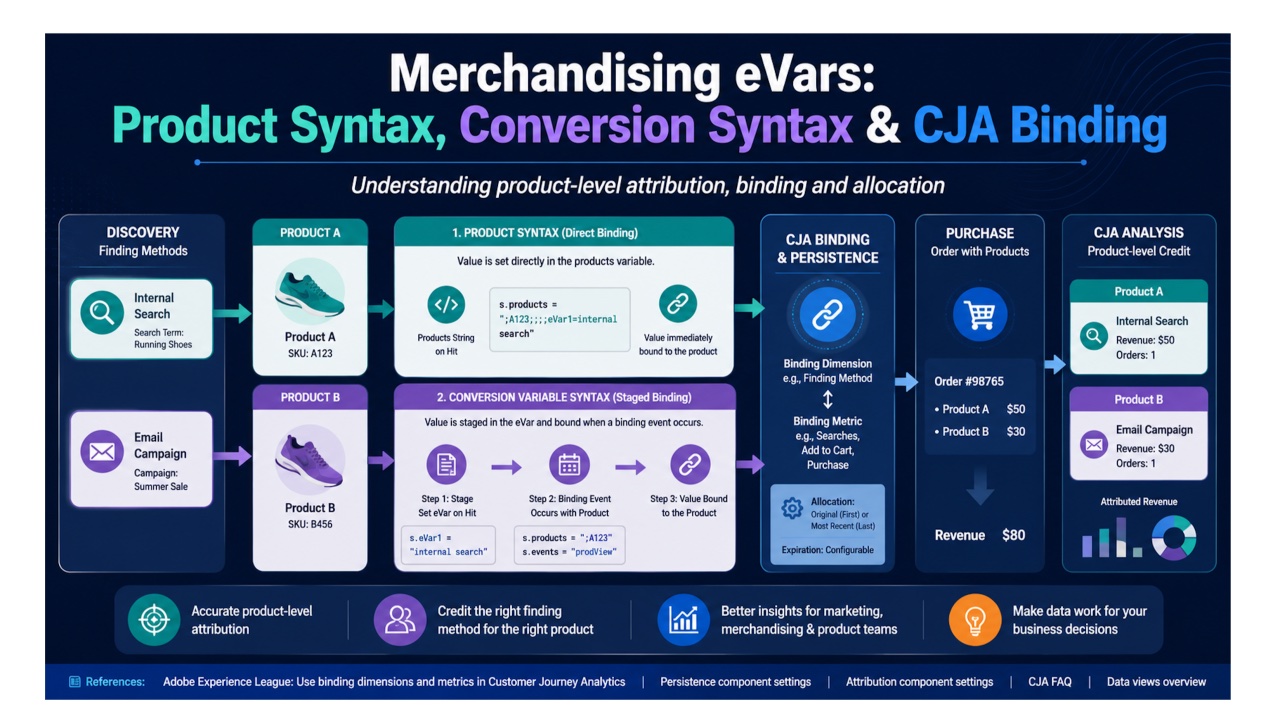 Merchandising eVars:
Product Syntax, Conversion Syntax & CJA Binding
Understanding product-level attribution, binding and allocation
DISCOVERY
Finding Methods
Internal
Search
Search Term:
Running Shoes
Email
Campaign
Campaign:
Summer Sale
PRODUCT A
Product A
SKU: A123
PRODUCT B
Product B
SKU: B456
1. PRODUCT SYNTAX (Direct Binding)
Value is set directly in the products variable.
</>
Products String
on Hit
s.products =
";A123;;;;eVar1=internal
search"
Value immediately
bound to the product
2. CONVERSION VARIABLE SYNTAX (Staged Binding)
Value is staged in the eVar and bound when a binding event occurs.
Step 1: Stage
Set eVar on Hit
s.eVar1 =
"internal search"
Step 2: Binding Event
Occurs with Product
s.products = ";A123"
s.events = "prodView"
Step 3: Value Bound
to the Product
CJA BINDING
& PERSISTENCE
Binding Dimension
e.g., Finding Method
Binding Metric
e.g., Searches,
Add to Cart,
Purchase
Allocation:
Original (First) or
Most Recent (Last)
Expiration: Configurable
PURCHASE
Order with Products
Order #98765
• Product A $50
• Product B $30
Revenue $80
CJA ANALYSIS
Product-level Credit
Product A
Internal Search
Revenue: $50
Orders: 1
Product B
Email Campaign
Revenue: $30
Orders: 1
Attributed Revenue
Accurate product-level
attribution
Credit the right finding
method for the right product
Better insights for marketing,
merchandising & product teams
Make data work for your
business decisions
References: Adobe Experience League: Use binding dimensions and metrics in Customer Journey Analytics | Persistence component settings | Attribution component settings | CJA FAQ | Data views overview